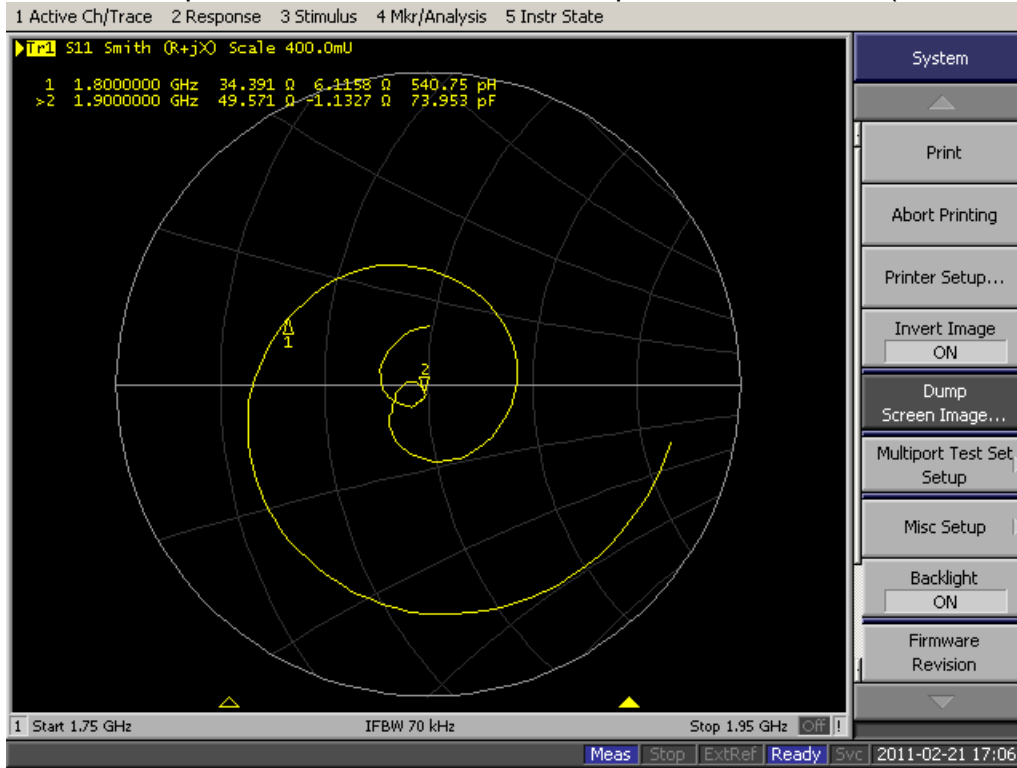 1 Active Ch/Trace 2 Response 3 Stimulus 4 Mkr/Analysis 5 Instr State
Tr1 S11 Smith (R+jX) Scale 400.0mU
1 1.8000000 GHz 34.391 Ω 6.1158 Ω 540.75 pH
>2 1.9000000 GHz 49.571 Ω -1.1327 Ω 73.953 pF
1
2
System
Print
Abort Printing
Printer Setup...
Invert Image
ON
Dump
Screen Image...
Multiport Test Set
Setup
Misc Setup
Backlight
ON
Firmware
Revision
1 Start 1.75 GHz IFBW 70 kHz Stop 1.95 GHz Off !
Meas Stop ExtRef Ready Svc 2011-02-21 17:06